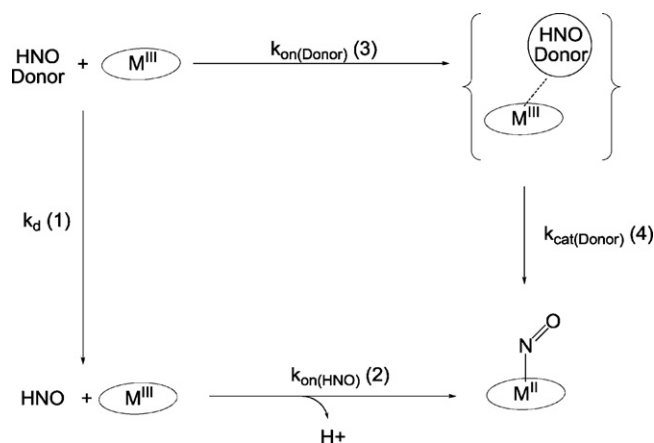 HNO
Donor
+
M^III
k_on(Donor) (3)
HNO
Donor
M^III
k_d (1)
k_cat(Donor) (4)
O
N
M^II
HNO + M^III
k_on(HNO) (2)
H+